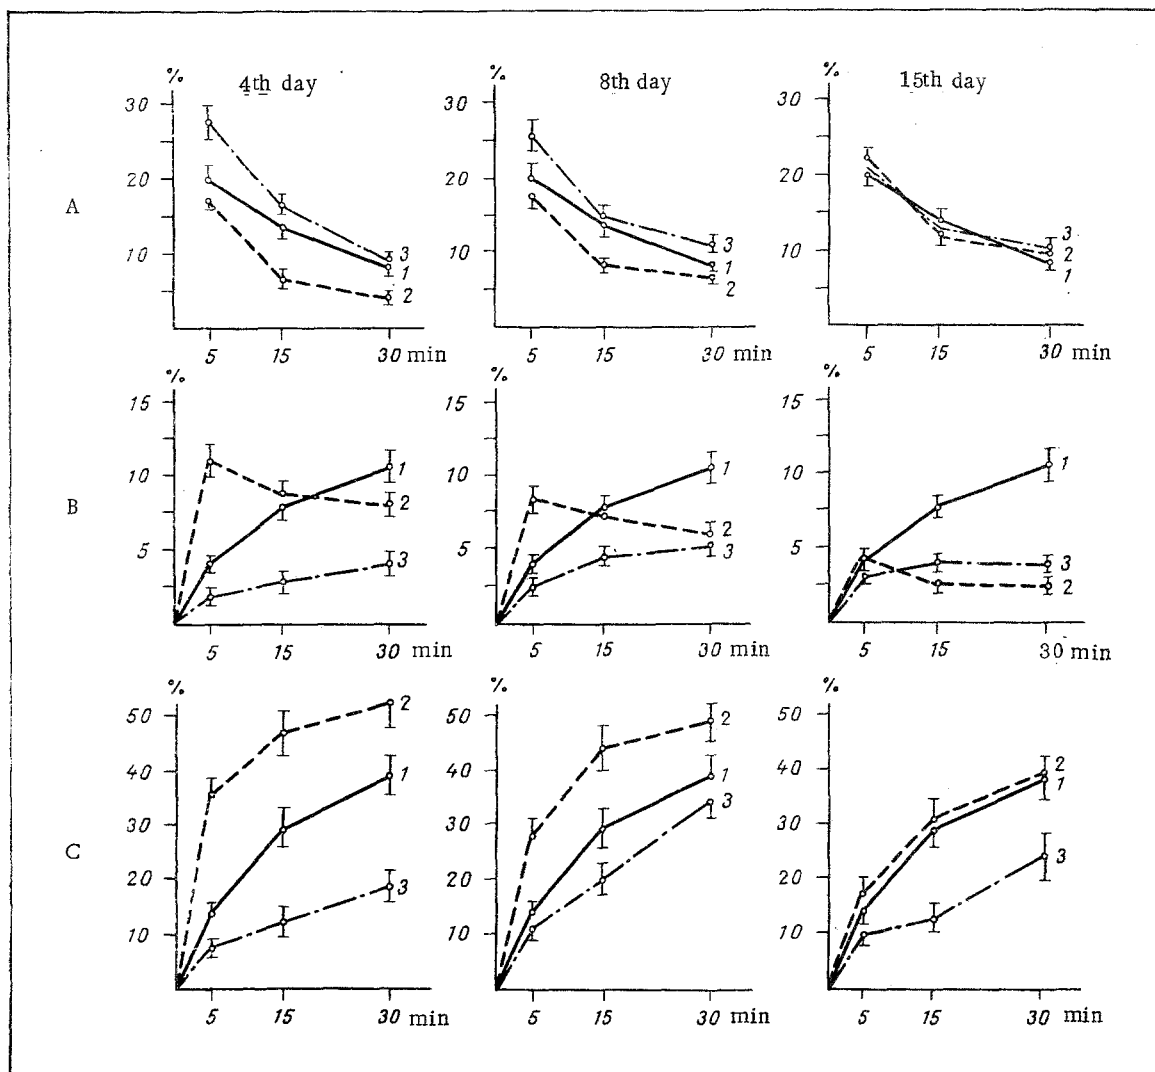 % 4th day % 8th day % 15th day
30 30 30
3
A 20 20 20
1
10 3 10 3 10 3
1 1 2
2 2 1
5 15 30 min 5 15 30 min 5 15 30 min
% % %
15 15 15
1 1 1
B 10 2 10 10
2
5 3 5 3 5 3
2
5 15 30 min 5 15 30 min 5 15 30 min
% % %
50 2 50 2 50
40 1 40 1 40 2
3 1
C 30 30 30
20 3 20 20 3
10 10 10
5 15 30 min 5 15 30 min 5 15 30 min